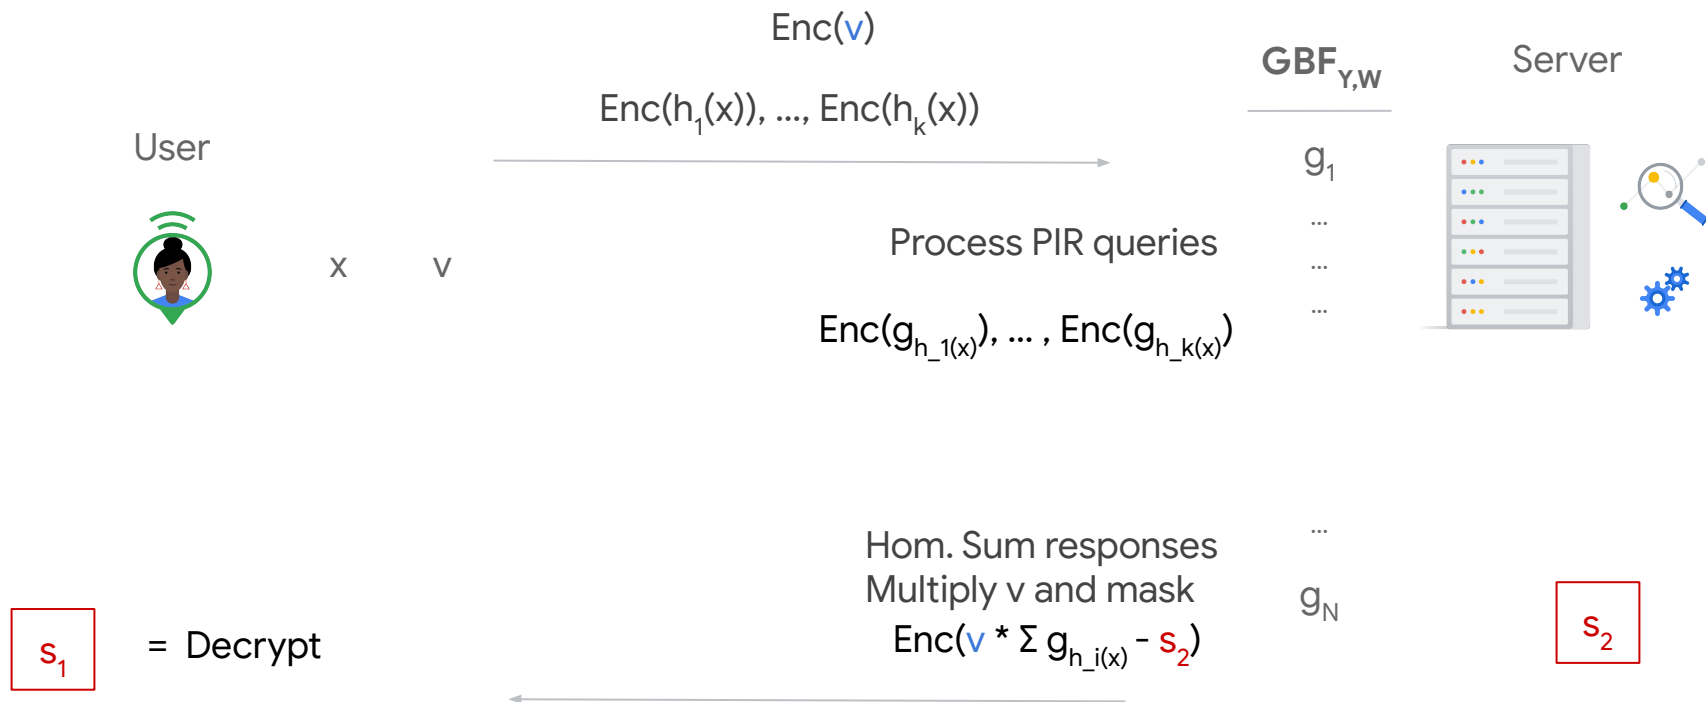 Enc(v)
GBF_Y,W
Server
Enc(h_1(x)), ..., Enc(h_k(x))
User
g_1
...
Process PIR queries
x v
...
...
Enc(g_h_1(x)), ... , Enc(g_h_k(x))
...
Hom. Sum responses
Multiply v and mask
g_N
Enc(v * Σ g_h_i(x) - s_2)
s_1 = Decrypt
s_2